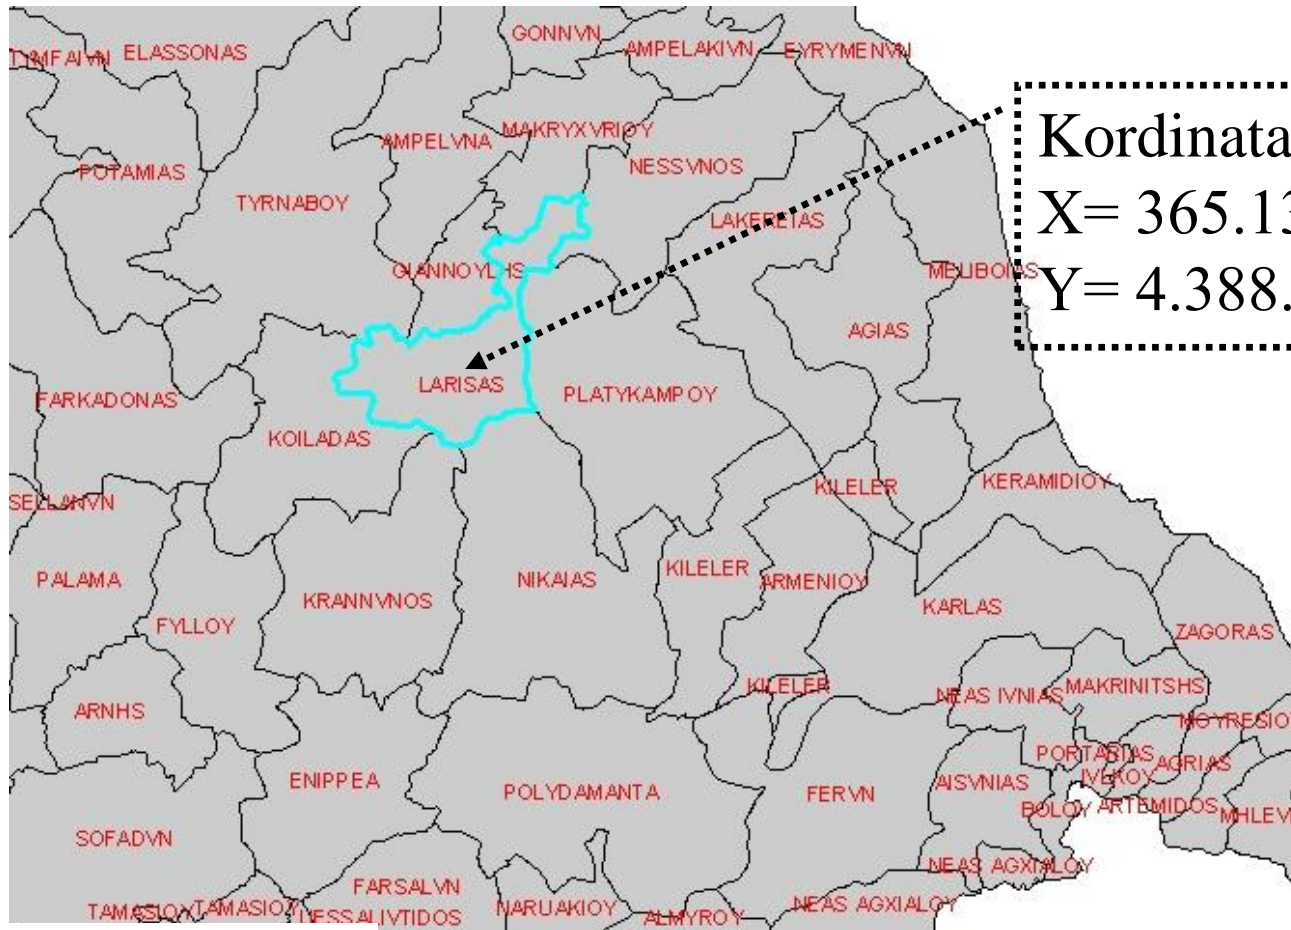 GONNVN
TYMFAIVN ELASSONAS
AMPELAKIVN EYRYMENVN
MAKRYXVRIOY
AMPELVNA
NESSVNOS
POTAMIAS
TYRNABOY
LAKERETAS
GIANNOYLHS
MELIBOIAS
Kordinata
X= 365.13
Y= 4.388.
AGIAS
LARISAS
PLATYKAMPOY
FARKADONAS
KOILADAS
KILELER
KERAMIDIOY
SELLANVN
PALAMA
NIKAIAS
KILELER
ARMENIOY
KRANNVNOS
KARLAS
FYLLOY
ZAGORAS
KILELER
NEAS IVNIAS
MAKRINITSHS
ARNHS
MOYRESIO
PORTARIAS
AGRIAS
IVLKOY
ENIPPEA
POLYDAMANTA
FERVN
AISVNIAS
BOLOY
ARTEMIDOS
MHLEV
SOFADVN
NEAS AGXIALOY
FARSALVN
TAMASIOY
TAMASIOY
NARUAKIOY
ALMYROY
NEAS AGXIALOY